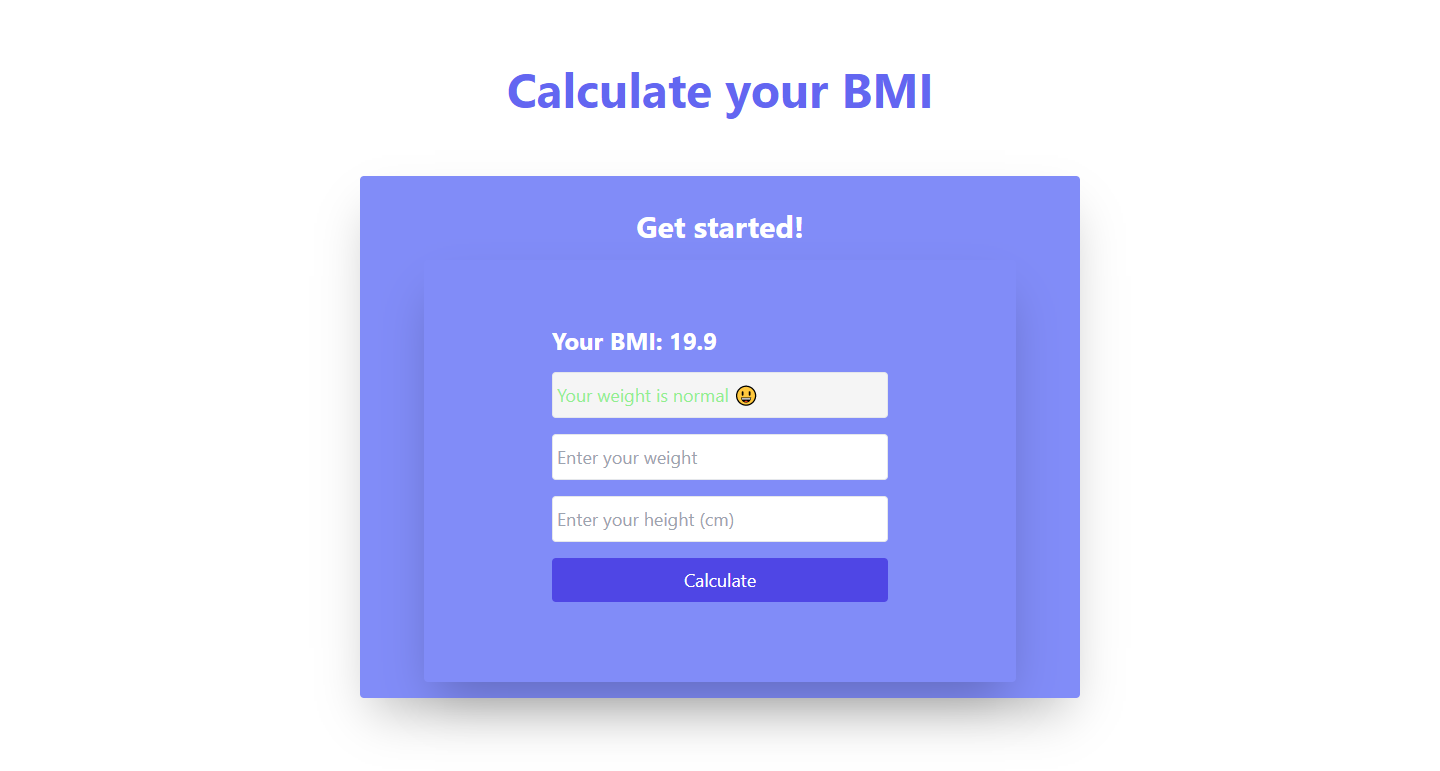 Calculate your BMI
Get started!
Your BMI: 19.9
Your weight is normal 😃
Enter your weight
Enter your height (cm)
Calculate